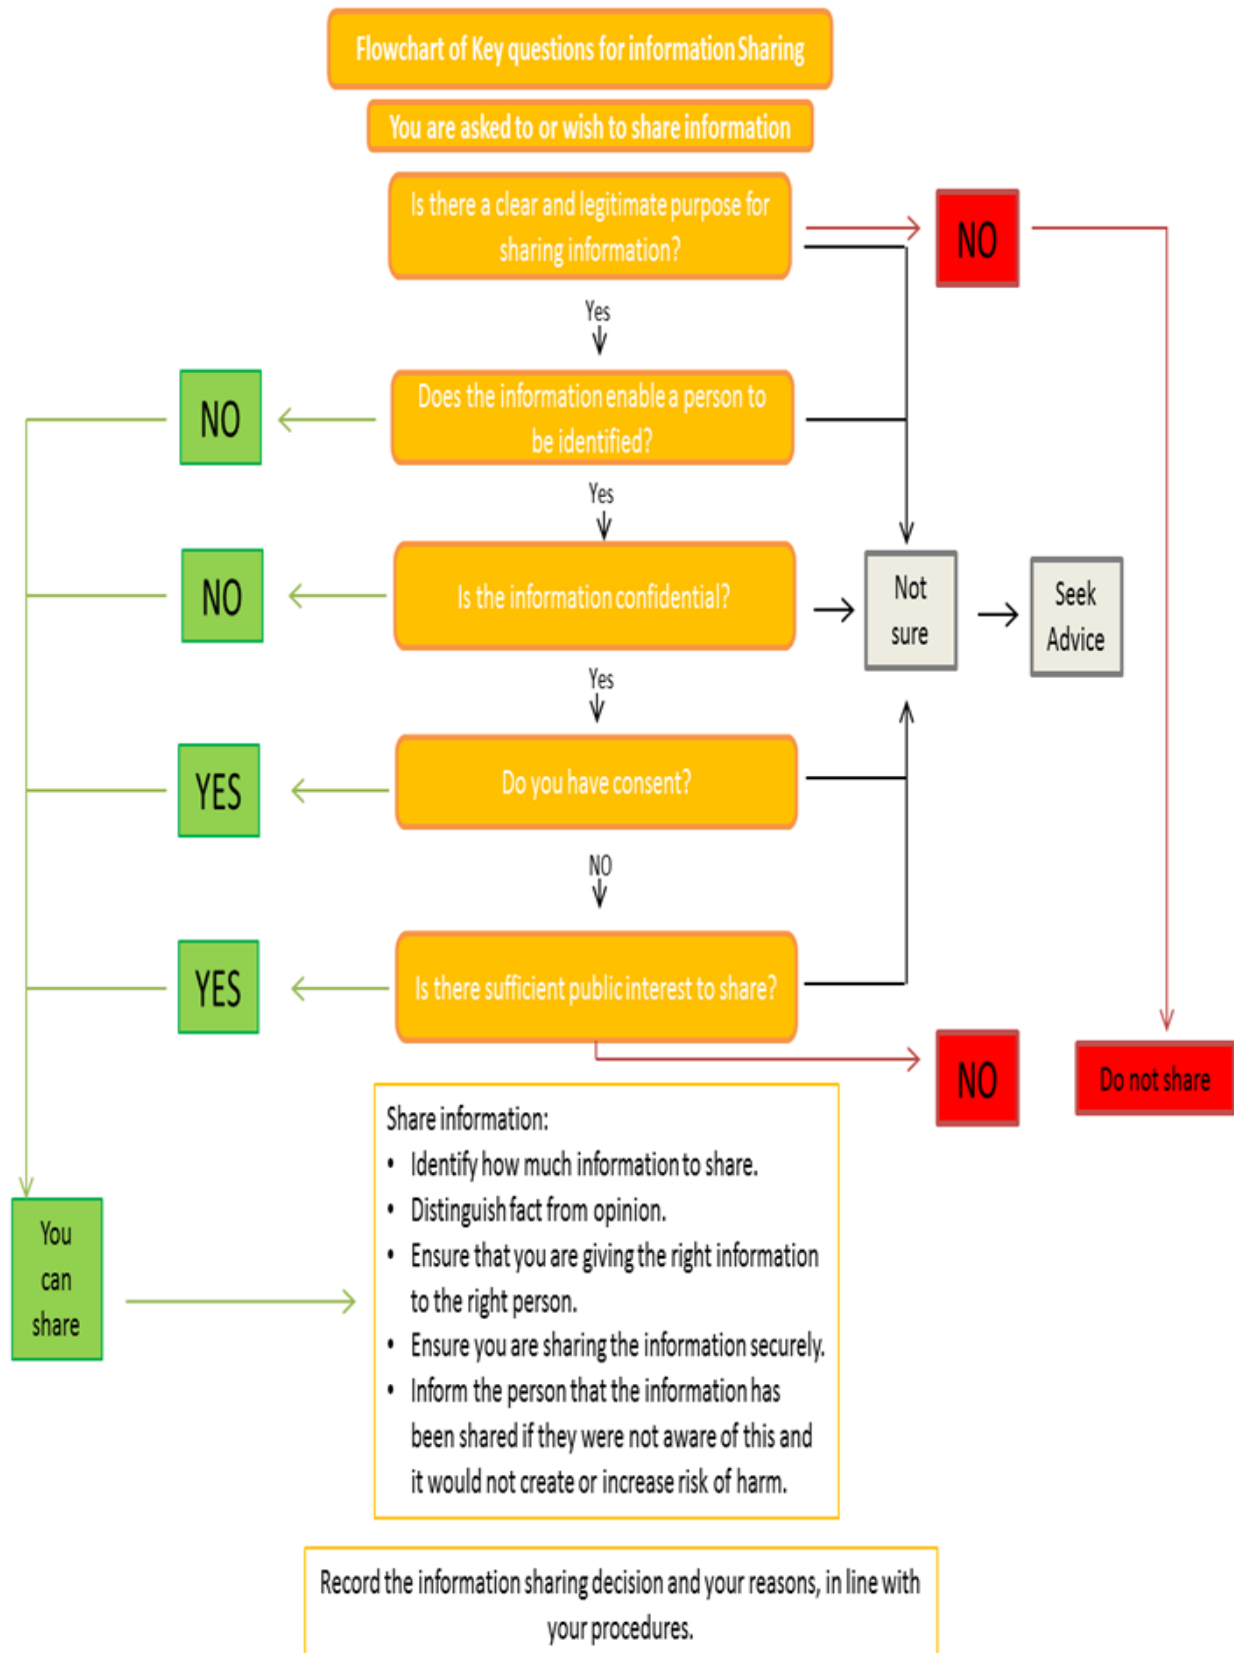 Flowchart of Key questions for information Sharing
You are asked to or wish to share information
Is there a clear and legitimate purpose for
sharing information?
NO
Yes
Does the information enable a person to
be identified?
NO
Yes
Is the information confidential?
NO
Not
sure
Seek
Advice
Yes
Do you have consent?
YES
NO
Is there sufficient public interest to share?
YES
NO
Do not share
Share information:
• Identify how much information to share.
• Distinguish fact from opinion.
• Ensure that you are giving the right information
to the right person.
• Ensure you are sharing the information securely.
• Inform the person that the information has
been shared if they were not aware of this and
it would not create or increase risk of harm.
You
can
share
Record the information sharing decision and your reasons, in line with
your procedures.